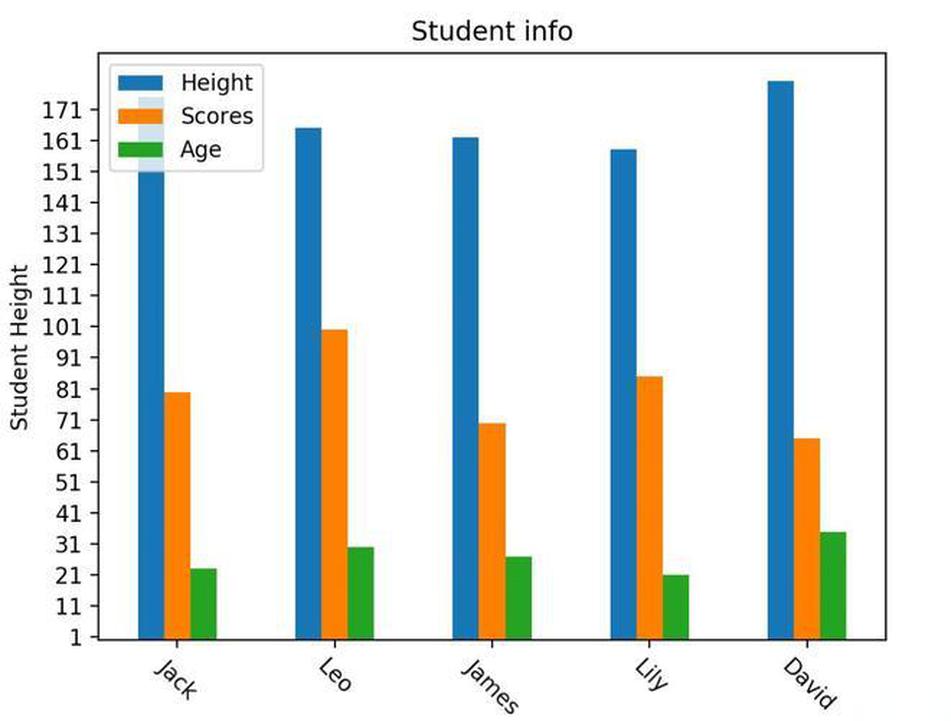 Student info
Height
Scores
Age
Student Height
171
161
151
141
131
121
111
101
91
81
71
61
51
41
31
21
11
1
Jack
Leo
James
Lily
David